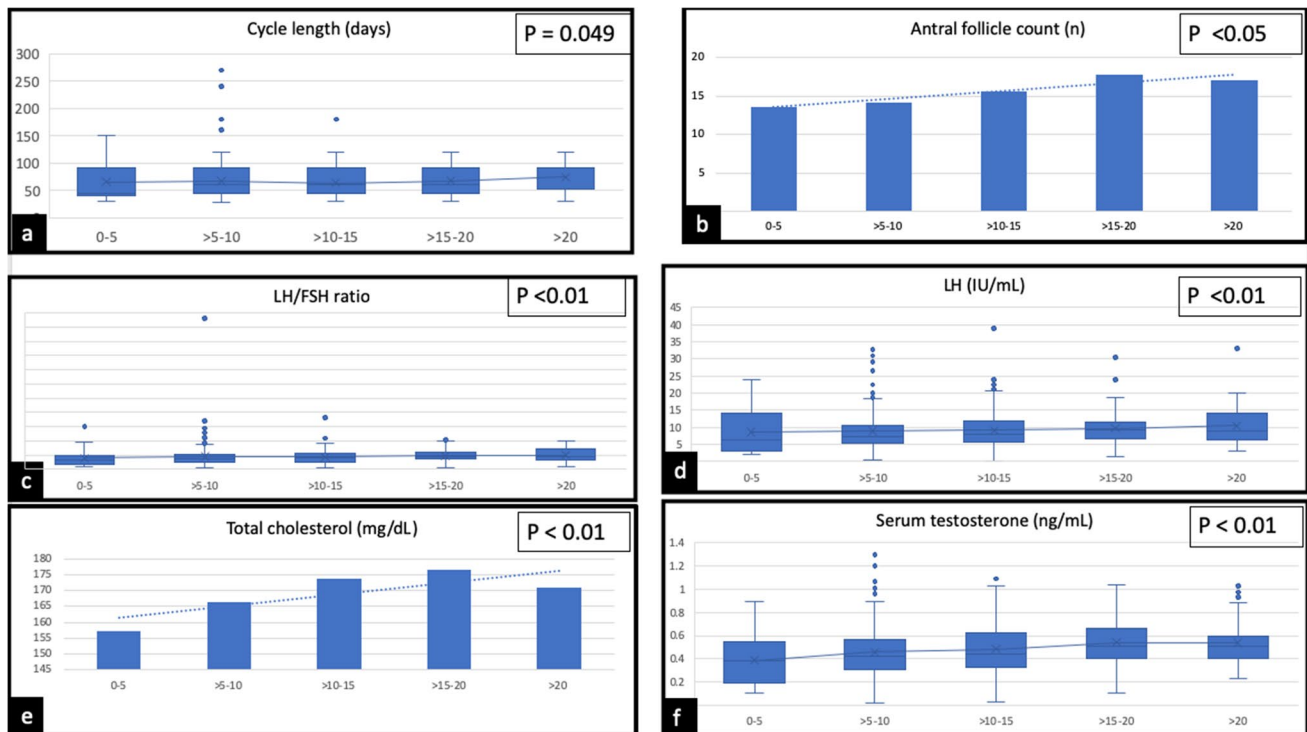 Cycle length (days)
P = 0.049
300
250
200
150
100
50
0-5 >5-10 >10-15 >15-20 >20
a
Antral follicle count (n)
P <0.05
20
15
10
5
0-5 >5-10 >10-15 >15-20 >20
b
LH/FSH ratio
P <0.01
0-5 >5-10 >10-15 >15-20 >20
c
LH (IU/mL)
P <0.01
45
40
35
30
25
20
15
10
5
0-5 >5-10 >10-15 >15-20 >20
d
Total cholesterol (mg/dL)
P < 0.01
180
175
170
165
160
155
150
145
0-5 >5-10 >10-15 >15-20 >20
e
Serum testosterone (ng/mL)
P < 0.01
1.4
1.2
1
0.8
0.6
0.4
0.2
0-5 >5-10 >10-15 >15-20 >20
f